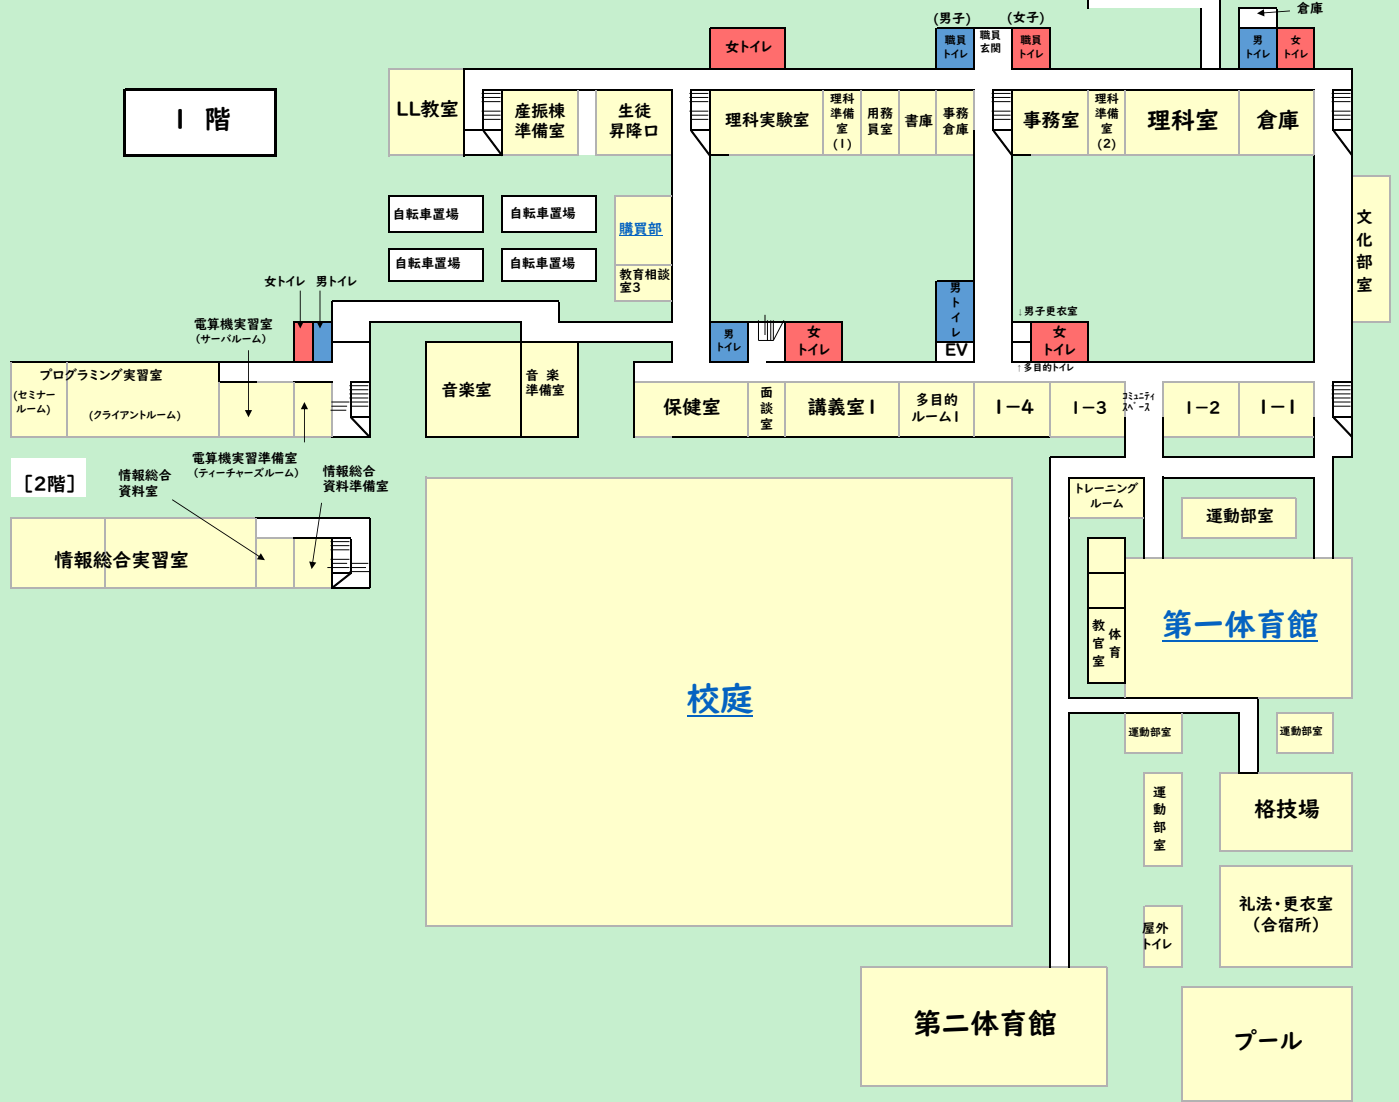 (男子)
(女子)
倉庫
女トイレ
職員
トイレ
職員
玄関
職員
トイレ
男
トイレ
女
トイレ
1 階
LL教室
産振棟
準備室
生徒
昇降口
理科実験室
理科
準備
室
(1)
用務
員室
書庫
事務
倉庫
事務室
理科
準備
室
(2)
理科室
倉庫
自転車置場
自転車置場
購買部
文
化
部
室
自転車置場
自転車置場
教育相談
室3
女トイレ
男トイレ
電算機実習室
(サーバルーム)
男
トイレ
女
トイレ
男
ト
イ
レ
EV
↓男子更衣室
女
トイレ
↑多目的トイレ
プログラミング実習室
(セミナー
ルーム)
(クライアントルーム)
音楽室
音 楽
準備室
保健室
面
談
室
講義室1
多目的
ルーム1
1−4
1−3
コミュニティ
スペース
1−2
1−1
[2階]
情報総合
資料室
電算機実習準備室
(ティーチャーズルーム)
情報総合
資料準備室
トレーニング
ルーム
運動部室
情報総合実習室
教
官
室
体
育
第一体育館
校庭
運動部室
運動部室
運
動
部
室
格技場
礼法・更衣室
(合宿所)
屋外
トイレ
第二体育館
プール